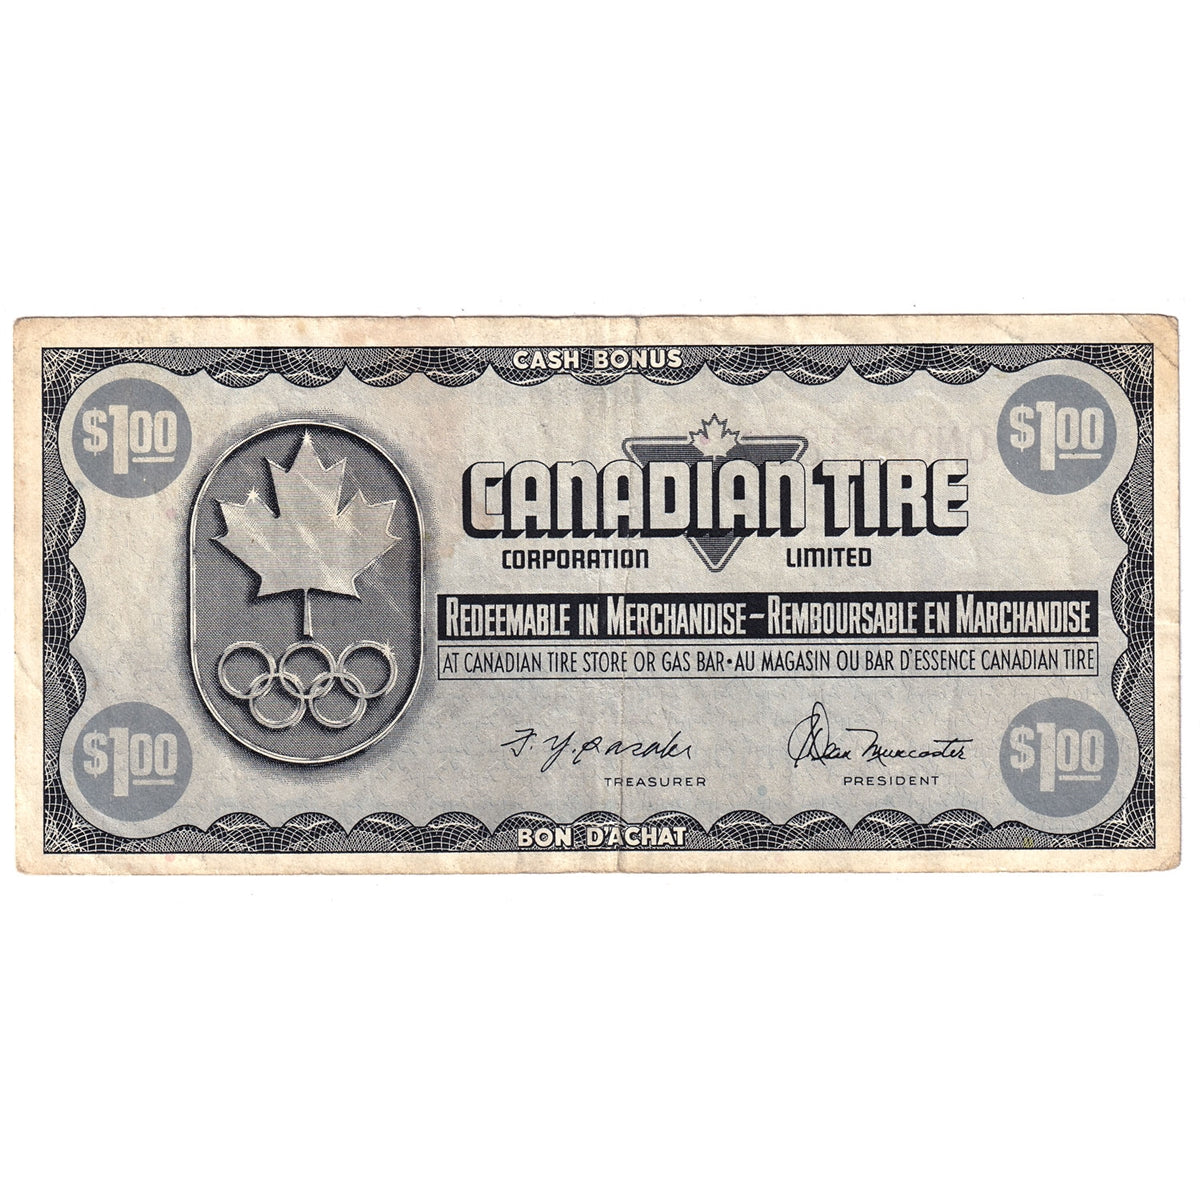 CASH BONUS
$1.00 $1.00
CANADIAN TIRE
CORPORATION LIMITED
REDEEMABLE IN MERCHANDISE – REMBOURSABLE EN MARCHANDISE
AT CANADIAN TIRE STORE OR GAS BAR • AU MAGASIN OU BAR D'ESSENCE CANADIAN TIRE
Dean Muncaster
TREASURER PRESIDENT
$1.00 $1.00
BON D'ACHAT